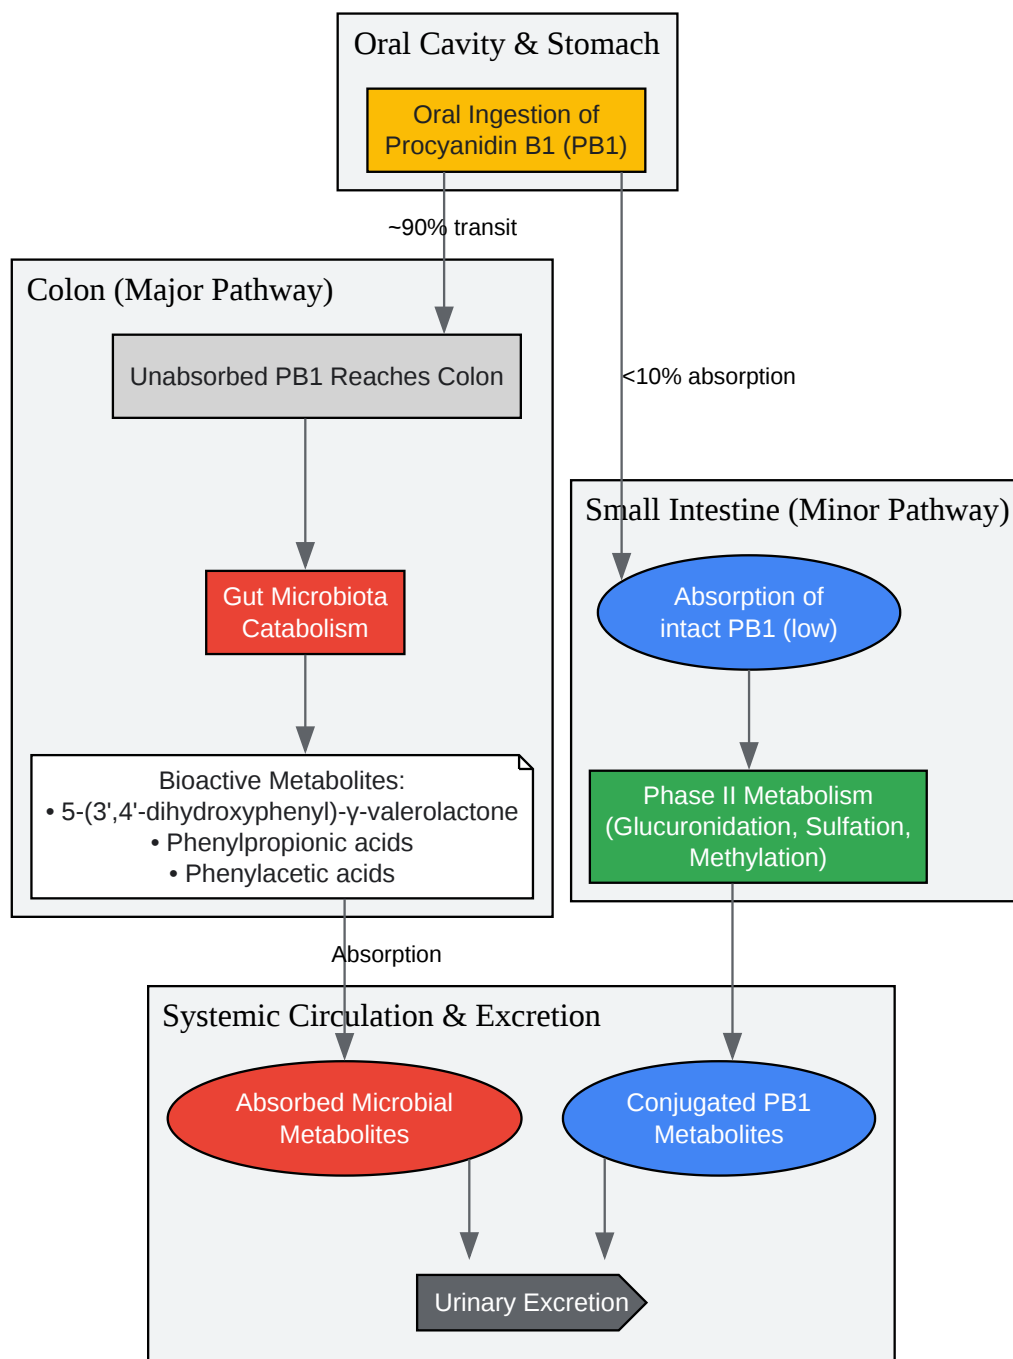 Oral Cavity & Stomach
Oral Ingestion of
Procyanidin B1 (PB1)
~90% transit
Colon (Major Pathway)
Unabsorbed PB1 Reaches Colon
<10% absorption
Small Intestine (Minor Pathway)
Gut Microbiota
Catabolism
Absorption of
intact PB1 (low)
Bioactive Metabolites:
• 5-(3',4'-dihydroxyphenyl)-γ-valerolactone
• Phenylpropionic acids
• Phenylacetic acids
Phase II Metabolism
(Glucuronidation, Sulfation,
Methylation)
Absorption
Systemic Circulation & Excretion
Absorbed Microbial
Metabolites
Conjugated PB1
Metabolites
Urinary Excretion